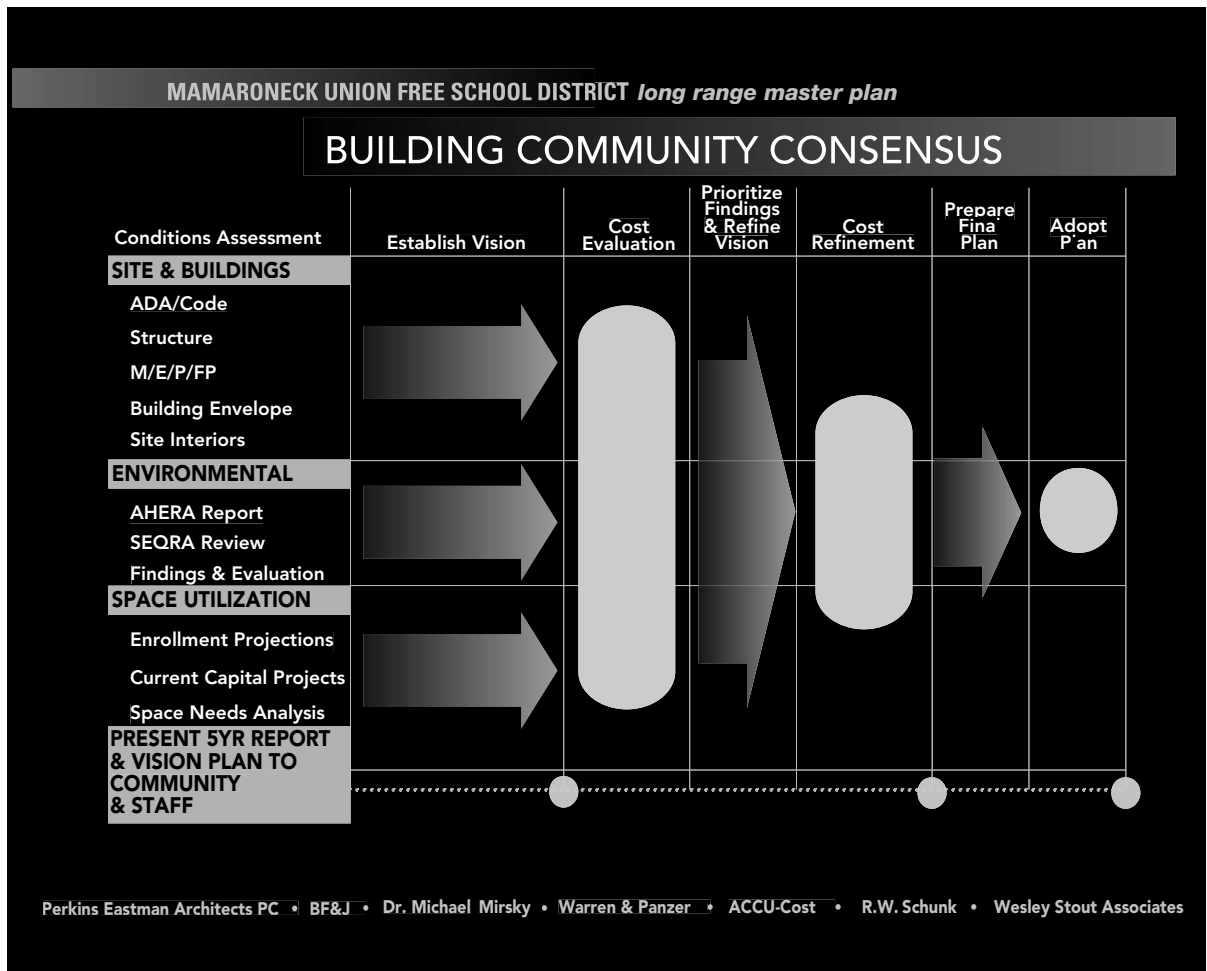 MAMARONECK UNION FREE SCHOOL DISTRICT long range master plan
BUILDING COMMUNITY CONSENSUS
Conditions Assessment
Establish Vision
Cost
Evaluation
Prioritize
Findings
& Refine
Vision
Cost
Refinement
Prepare
Fina
Plan
Adopt
P an
SITE & BUILDINGS
ADA/Code
Structure
M/E/P/FP
Building Envelope
Site Interiors
ENVIRONMENTAL
AHERA Report
SEQRA Review
Findings & Evaluation
SPACE UTILIZATION
Enrollment Projections
Current Capital Projects
Space Needs Analysis
PRESENT 5YR REPORT
& VISION PLAN TO
COMMUNITY
& STAFF
Perkins Eastman Architects PC • BF&J • Dr. Michael Mirsky • Warren & Panzer • ACCU-Cost • R.W. Schunk • Wesley Stout Associates